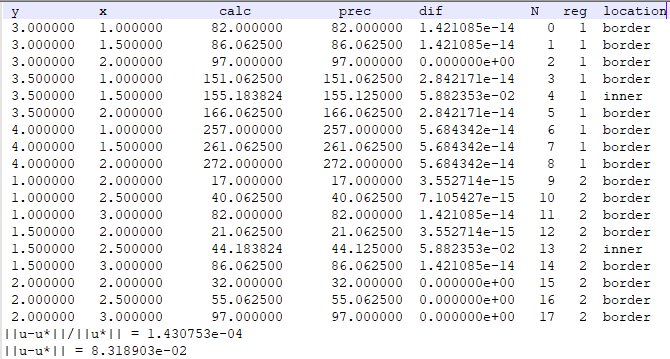 y x calc prec dif N reg location
3.000000 1.000000 82.000000 82.000000 1.421085e-14 0 1 border
3.000000 1.500000 86.062500 86.062500 1.421085e-14 1 1 border
3.000000 2.000000 97.000000 97.000000 0.000000e+00 2 1 border
3.500000 1.000000 151.062500 151.062500 2.842171e-14 3 1 border
3.500000 1.500000 155.183824 155.125000 5.882353e-02 4 1 inner
3.500000 2.000000 166.062500 166.062500 2.842171e-14 5 1 border
4.000000 1.000000 257.000000 257.000000 5.684342e-14 6 1 border
4.000000 1.500000 261.062500 261.062500 5.684342e-14 7 1 border
4.000000 2.000000 272.000000 272.000000 5.684342e-14 8 1 border
1.000000 2.000000 17.000000 17.000000 3.552714e-15 9 2 border
1.000000 2.500000 40.062500 40.062500 7.105427e-15 10 2 border
1.000000 3.000000 82.000000 82.000000 1.421085e-14 11 2 border
1.500000 2.000000 21.062500 21.062500 3.552714e-15 12 2 border
1.500000 2.500000 44.183824 44.125000 5.882353e-02 13 2 inner
1.500000 3.000000 86.062500 86.062500 1.421085e-14 14 2 border
2.000000 2.000000 32.000000 32.000000 0.000000e+00 15 2 border
2.000000 2.500000 55.062500 55.062500 0.000000e+00 16 2 border
2.000000 3.000000 97.000000 97.000000 0.000000e+00 17 2 border
||u-u*||/||u*|| = 1.430753e-04
||u-u*|| = 8.318903e-02